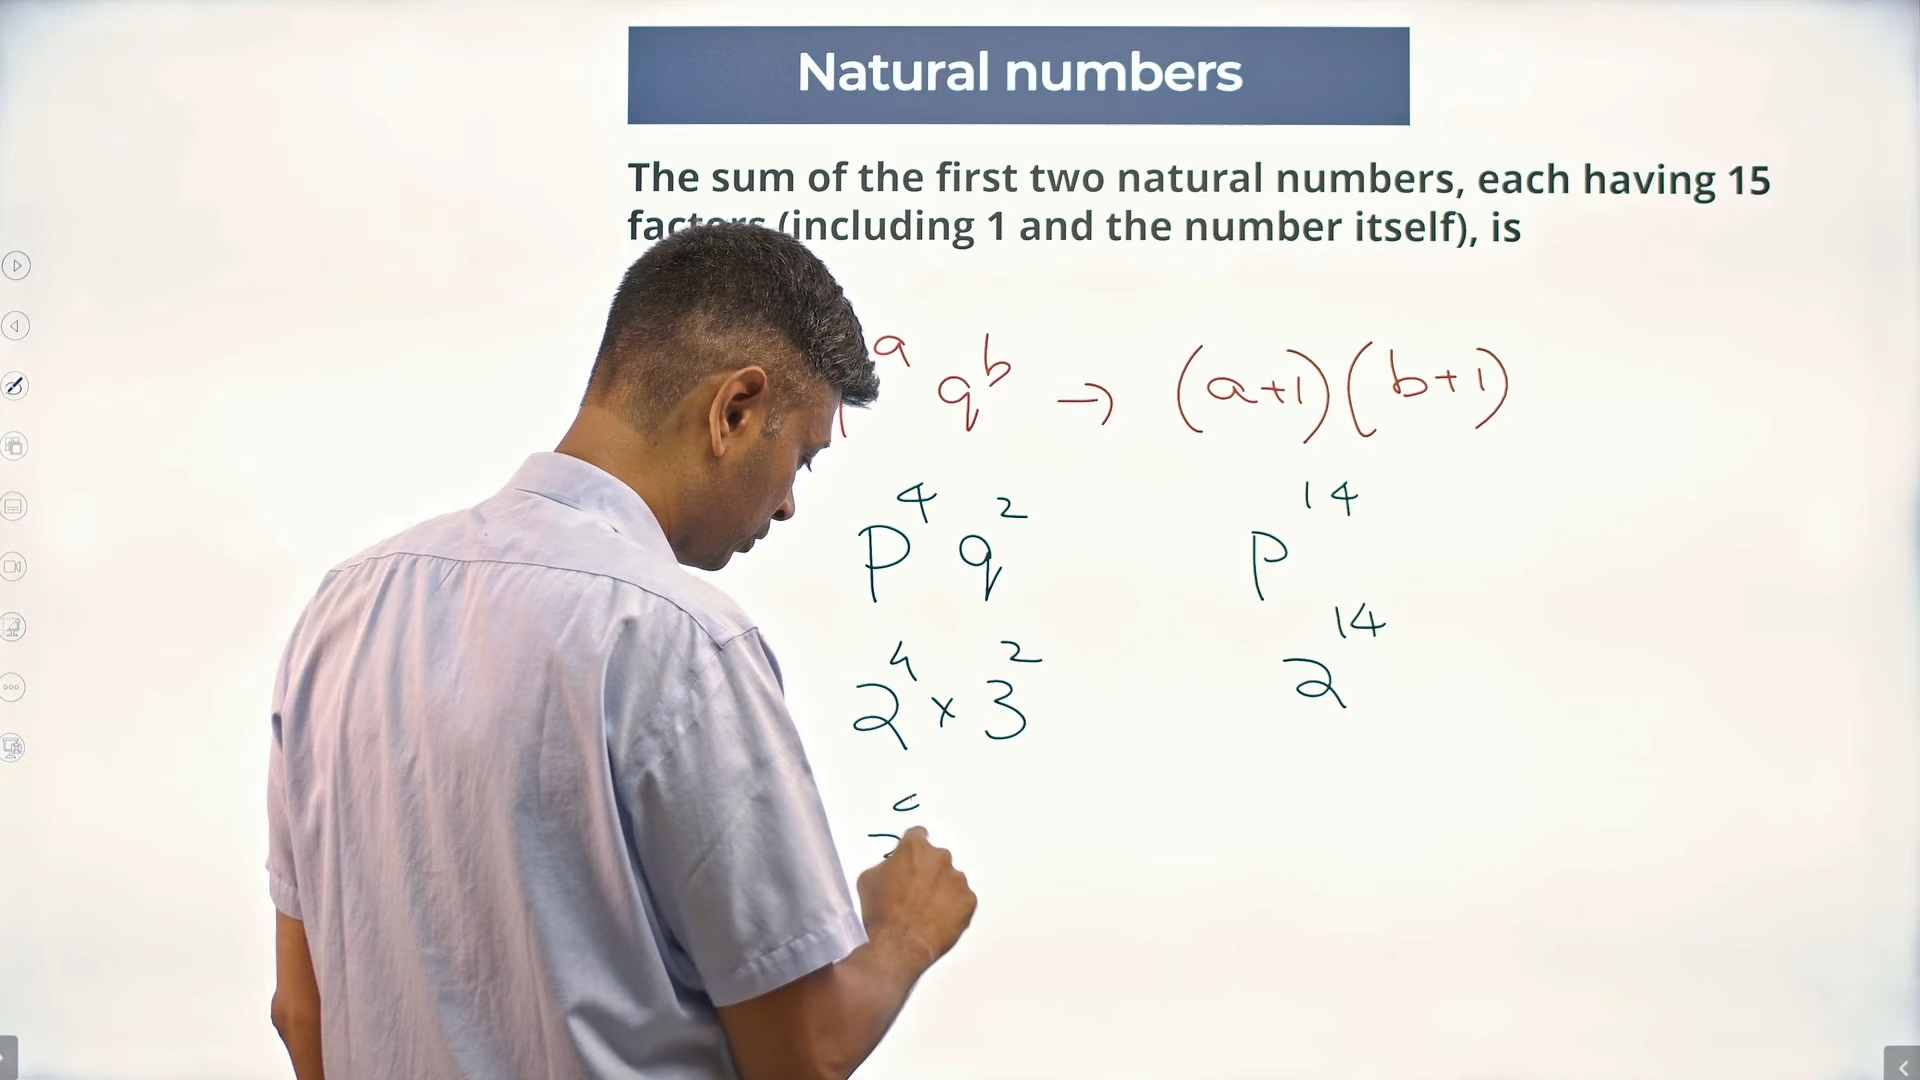 Natural numbers
The sum of the first two natural numbers, each having 15
factors (including 1 and the number itself), is
a q^b → (a+1)(b+1)
p^4 q^2
p^14
2^4 × 3^2
2^14